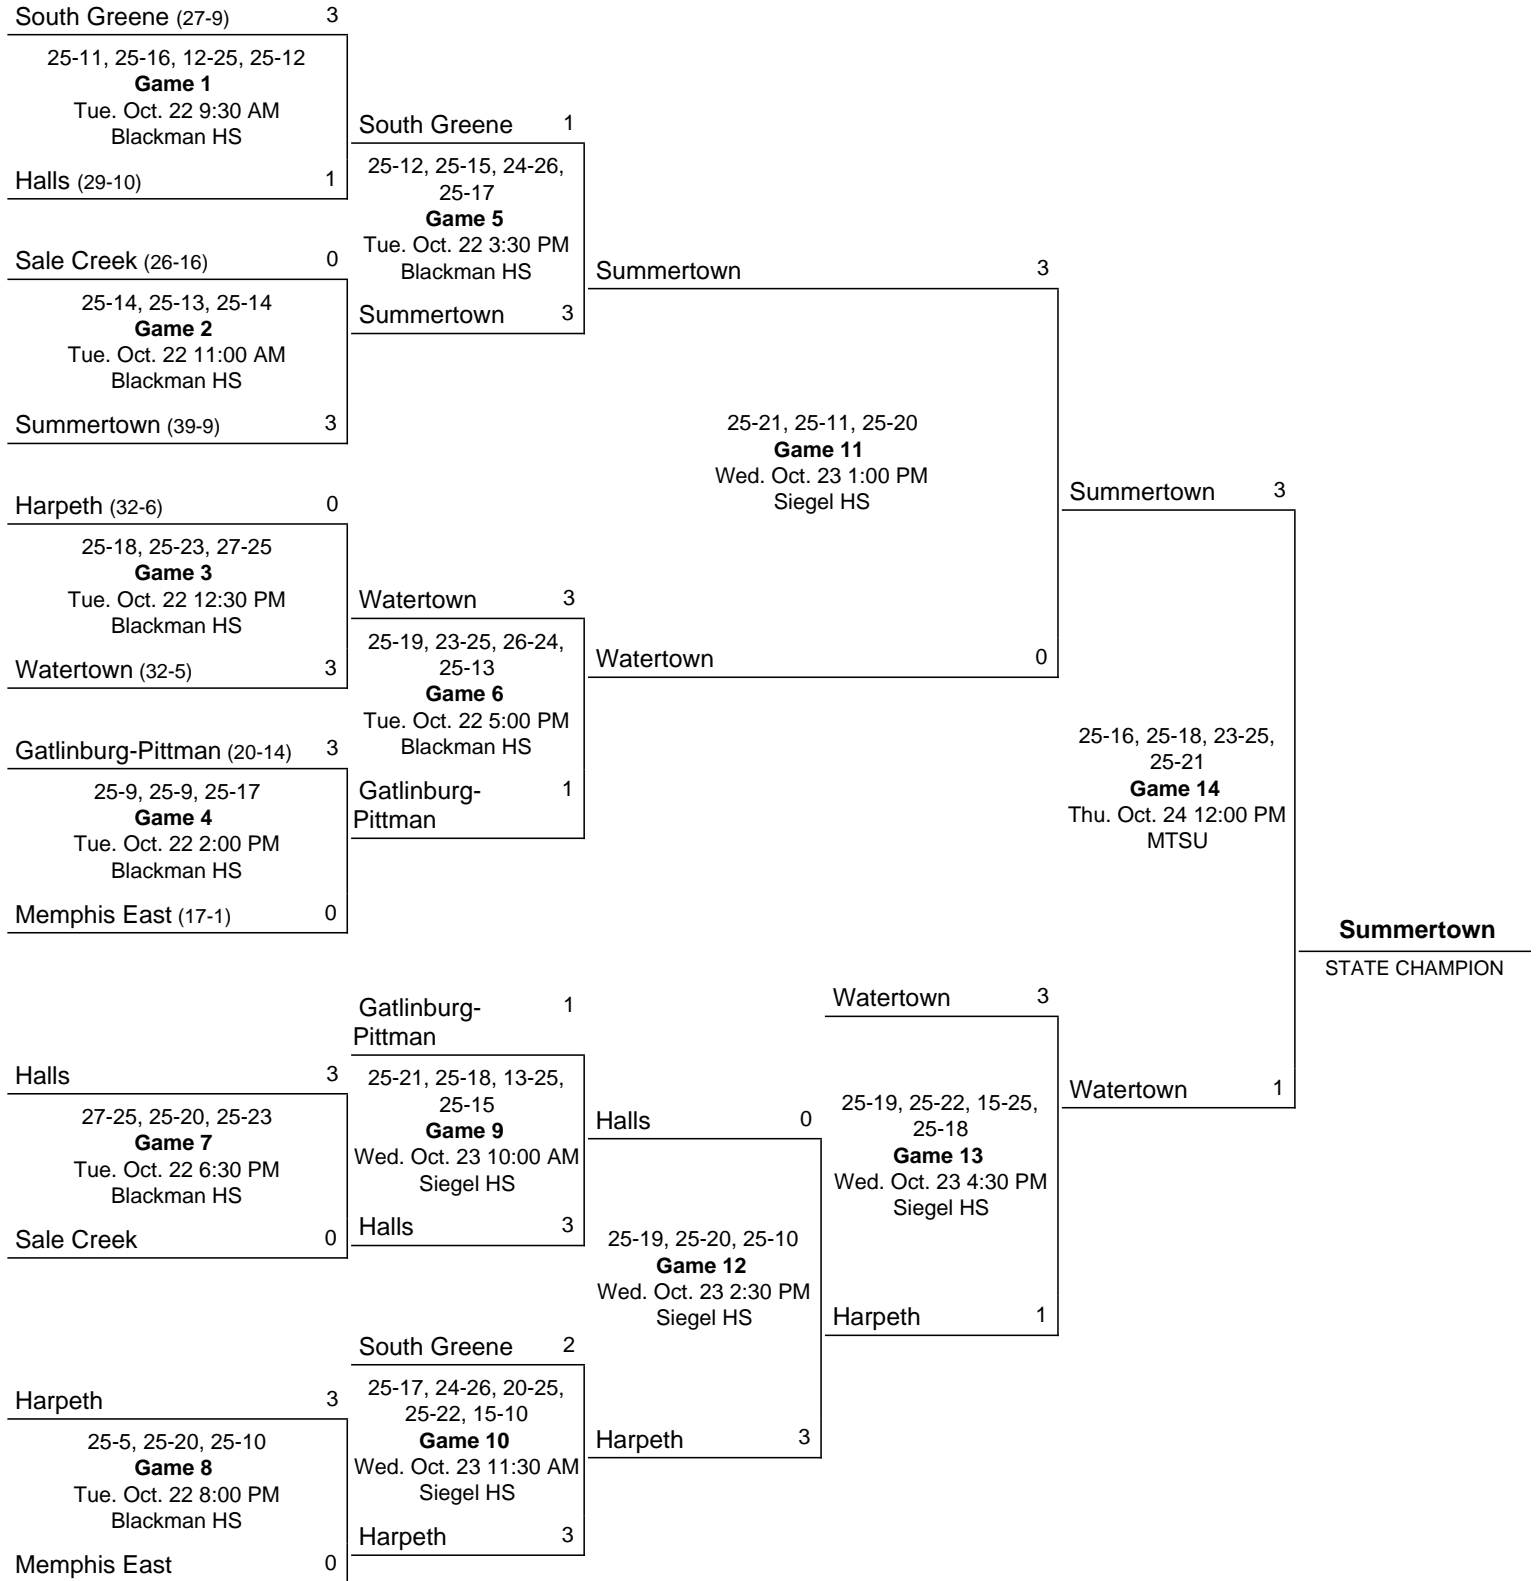 South Greene (27-9) 3
25-11, 25-16, 12-25, 25-12
Game 1
Tue. Oct. 22 9:30 AM
Blackman HS
Halls (29-10) 1
Sale Creek (26-16) 0
25-14, 25-13, 25-14
Game 2
Tue. Oct. 22 11:00 AM
Blackman HS
Summertown (39-9) 3
Harpeth (32-6) 0
25-18, 25-23, 27-25
Game 3
Tue. Oct. 22 12:30 PM
Blackman HS
Watertown (32-5) 3
Gatlinburg-Pittman (20-14) 3
25-9, 25-9, 25-17
Game 4
Tue. Oct. 22 2:00 PM
Blackman HS
Memphis East (17-1) 0
South Greene 1
25-12, 25-15, 24-26,
25-17
Game 5
Tue. Oct. 22 3:30 PM
Blackman HS
Summertown 3
Watertown 3
25-19, 23-25, 26-24,
25-13
Game 6
Tue. Oct. 22 5:00 PM
Blackman HS
Gatlinburg- 1
Pittman
Summertown 3
25-21, 25-11, 25-20
Game 11
Wed. Oct. 23 1:00 PM
Siegel HS
Watertown 0
Halls 3
27-25, 25-20, 25-23
Game 7
Tue. Oct. 22 6:30 PM
Blackman HS
Sale Creek 0
Harpeth 3
25-5, 25-20, 25-10
Game 8
Tue. Oct. 22 8:00 PM
Blackman HS
Memphis East 0
Gatlinburg- 1
Pittman
25-21, 25-18, 13-25,
25-15
Game 9
Wed. Oct. 23 10:00 AM
Siegel HS
Halls 3
South Greene 2
25-17, 24-26, 20-25,
25-22, 15-10
Game 10
Wed. Oct. 23 11:30 AM
Siegel HS
Harpeth 3
Halls 0
25-19, 25-20, 25-10
Game 12
Wed. Oct. 23 2:30 PM
Siegel HS
Harpeth 3
Watertown 3
25-19, 25-22, 15-25,
25-18
Game 13
Wed. Oct. 23 4:30 PM
Siegel HS
Harpeth 1
Summertown 3
25-16, 25-18, 23-25,
25-21
Game 14
Thu. Oct. 24 12:00 PM
MTSU
Watertown 1
Summertown
STATE CHAMPION